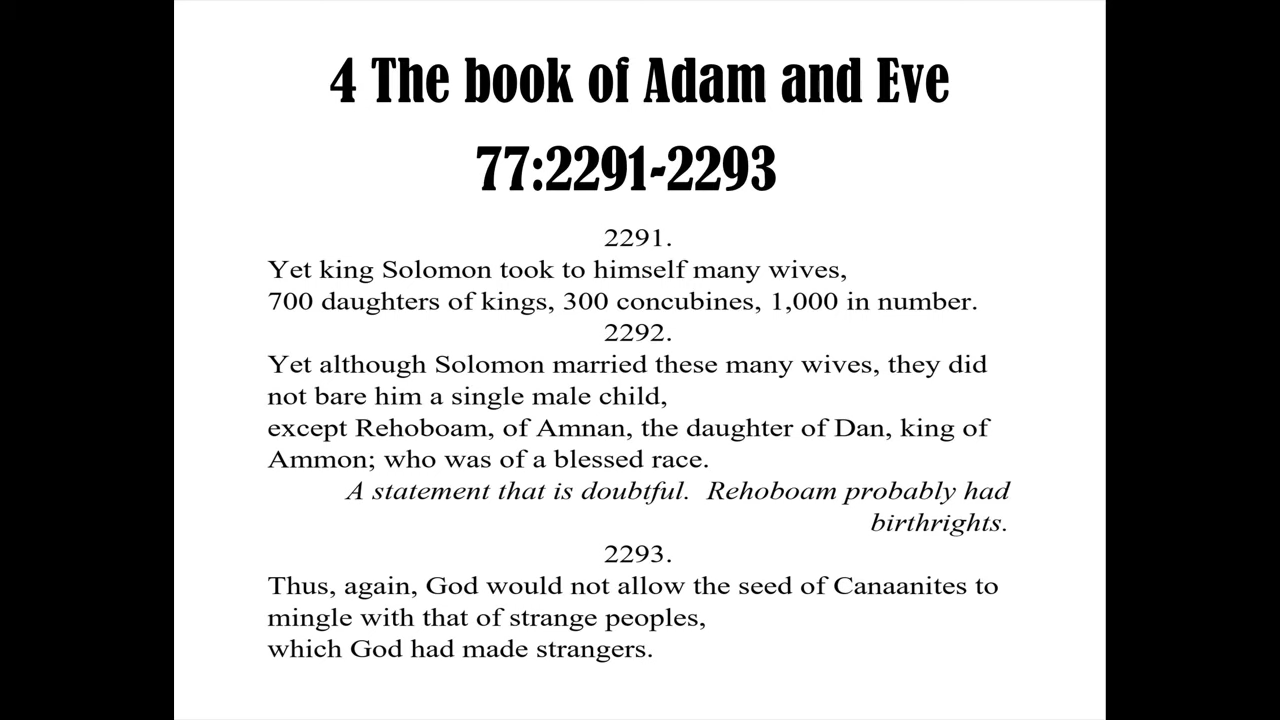 4 The book of Adam and Eve
77:2291-2293
2291.
Yet king Solomon took to himself many wives,
700 daughters of kings, 300 concubines, 1,000 in number.
2292.
Yet although Solomon married these many wives, they did
not bare him a single male child,
except Rehoboam, of Amnan, the daughter of Dan, king of
Ammon; who was of a blessed race.
A statement that is doubtful.  Rehoboam probably had
birthrights.
2293.
Thus, again, God would not allow the seed of Canaanites to
mingle with that of strange peoples,
which God had made strangers.